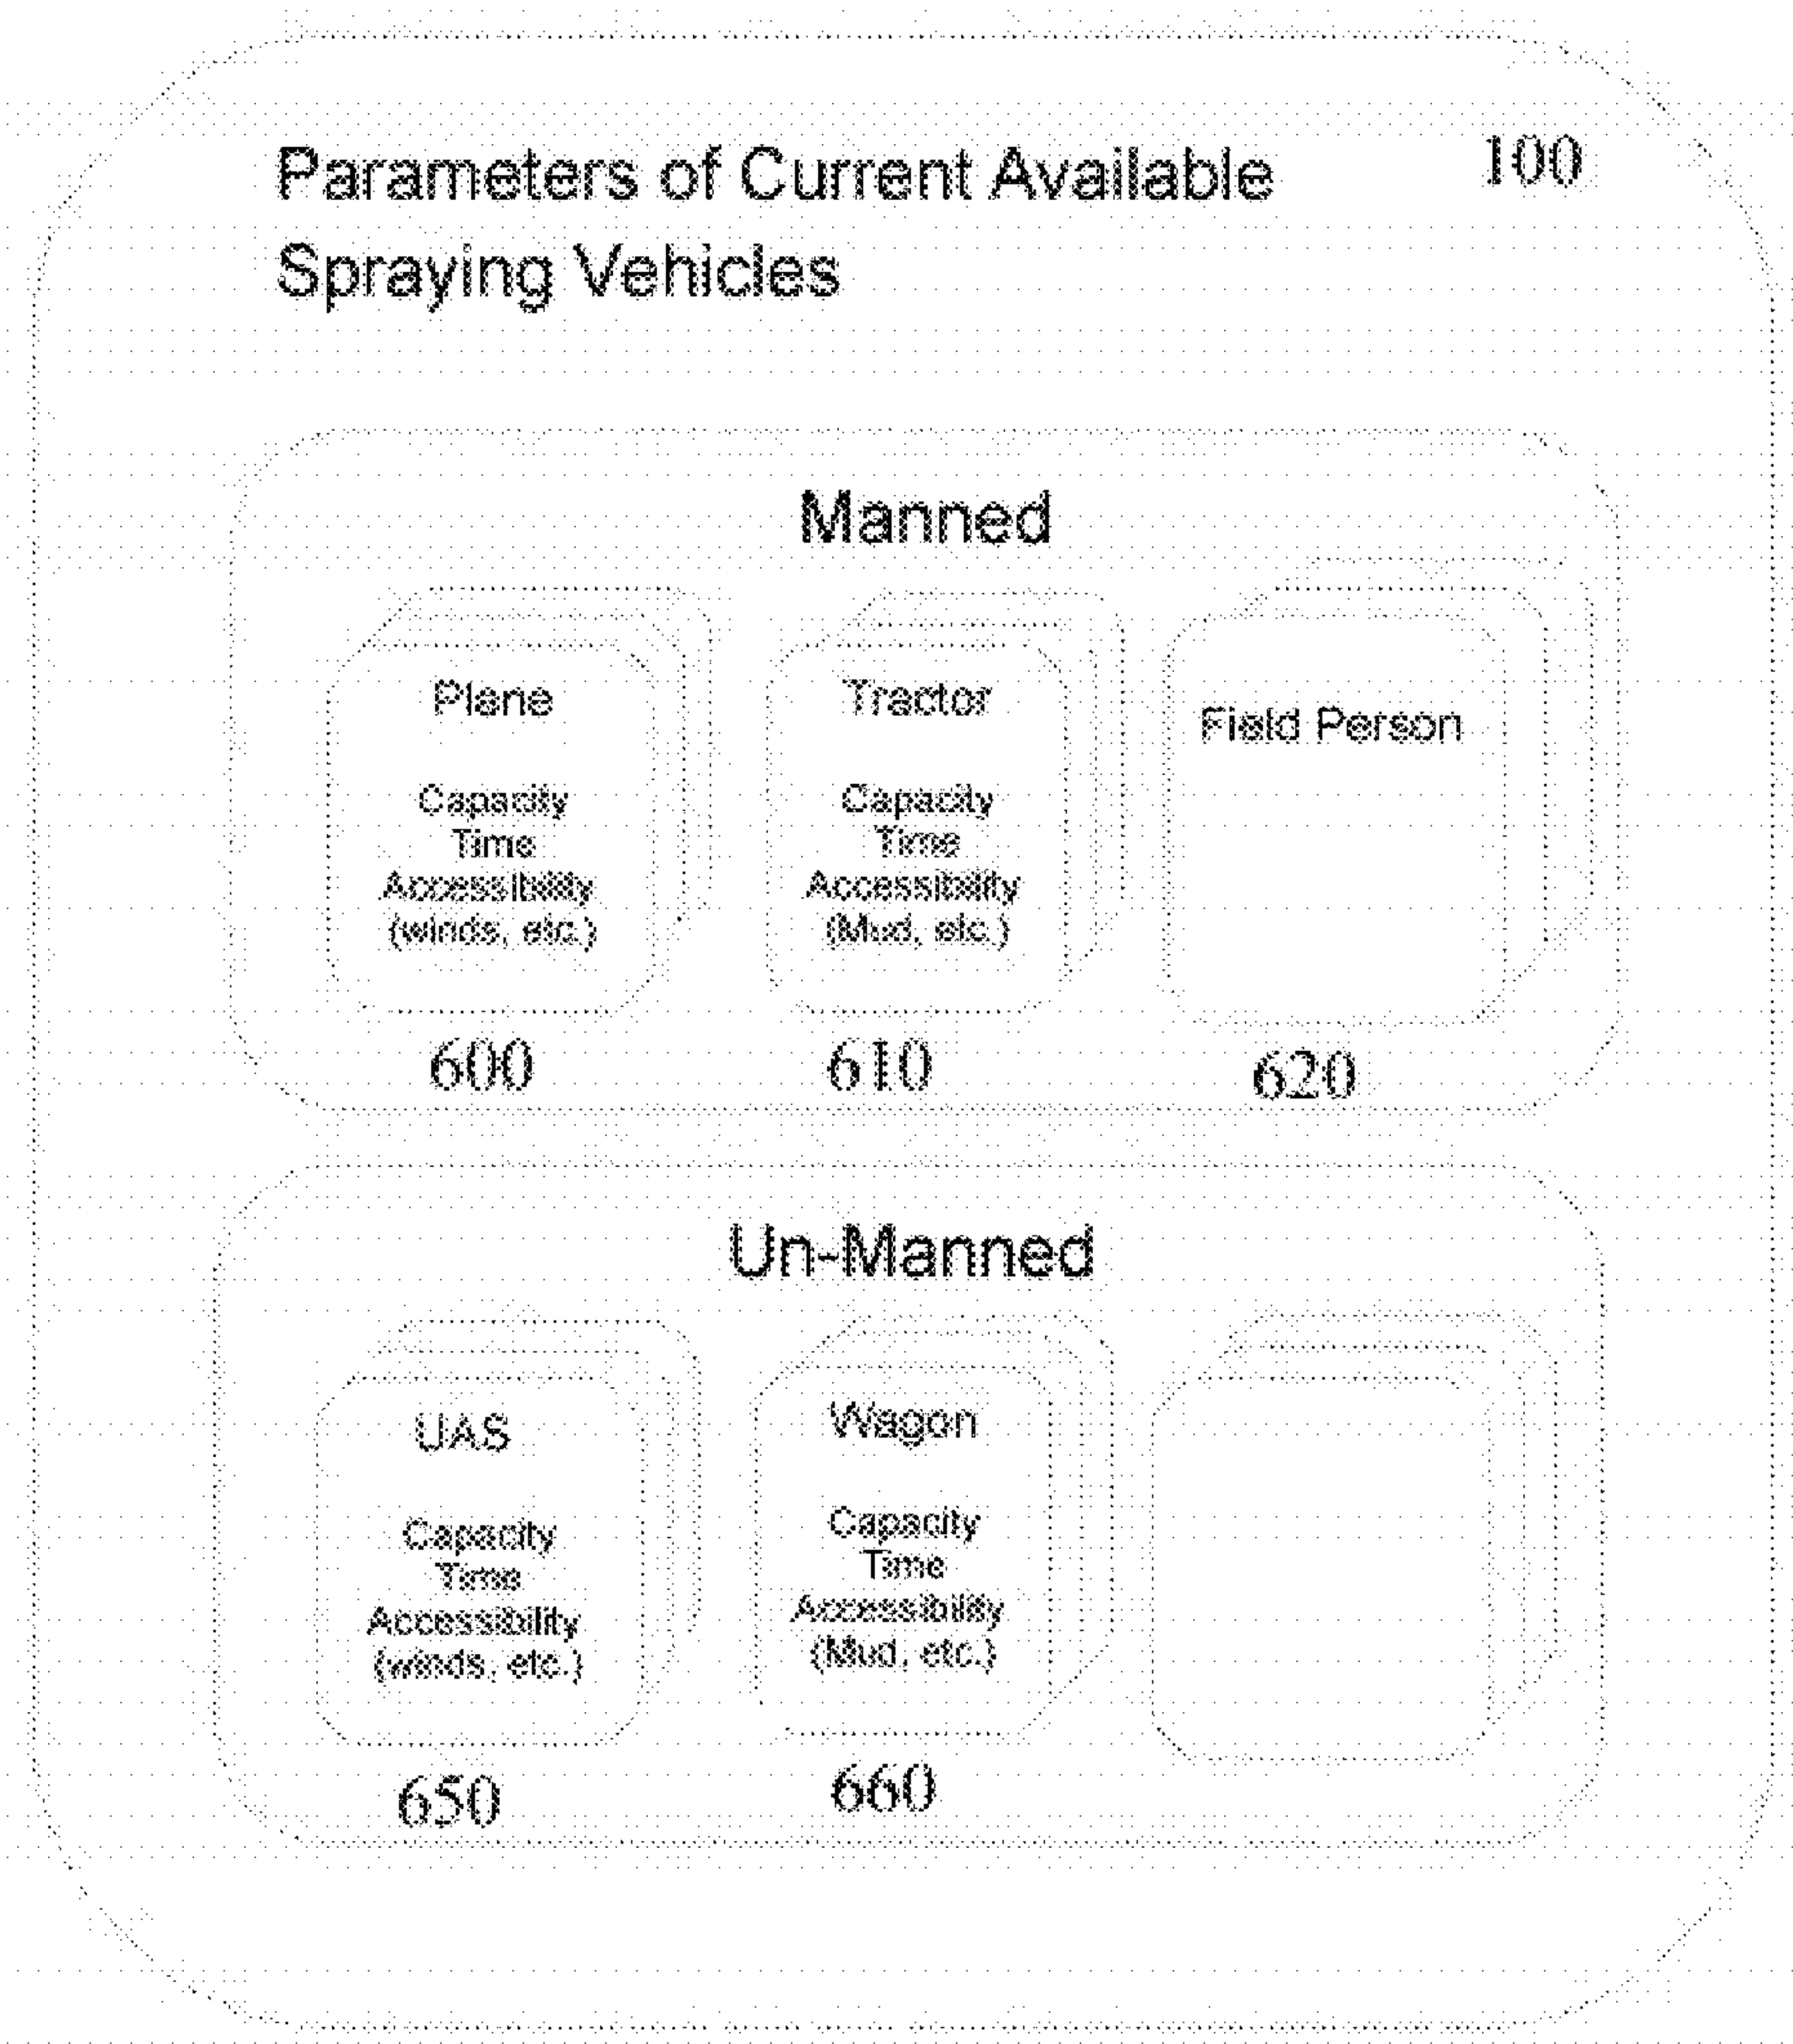 Parameters of Current Available 100
Spraying Vehicles
Manned
Plane
Capacity
Time
Accessibility
(winds, etc.)
600
Tractor
Capacity
Time
Accessibility
(Mud, etc.)
610
Field Person
620
Un-Manned
UAS
Capacity
Time
Accessibility
(winds, etc.)
650
Wagon
Capacity
Time
Accessibility
(Mud, etc.)
660